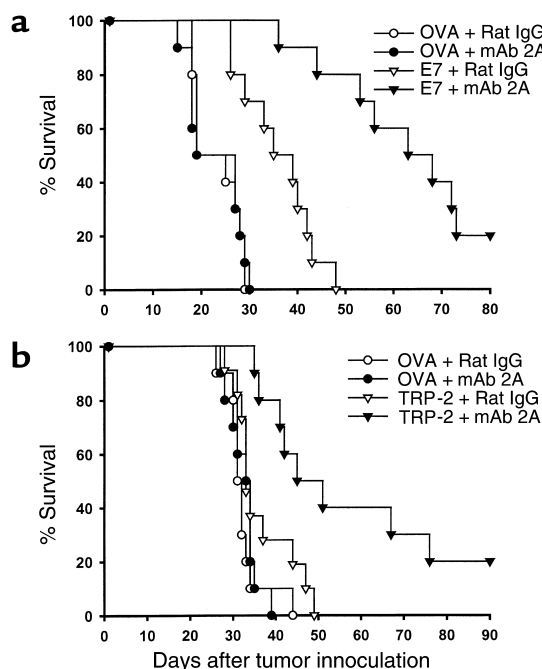 a
OVA + Rat IgG
OVA + mAb 2A
E7 + Rat IgG
E7 + mAb 2A
% Survival
100
80
60
40
20
0
0 10 20 30 40 50 60 70 80
b
OVA + Rat IgG
OVA + mAb 2A
TRP-2 + Rat IgG
TRP-2 + mAb 2A
% Survival
100
80
60
40
20
0
0 10 20 30 40 50 60 70 80 90
Days after tumor innoculation